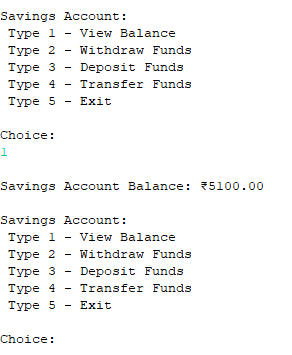 Savings Account:
Type 1 - View Balance
Type 2 - Withdraw Funds
Type 3 - Deposit Funds
Type 4 - Transfer Funds
Type 5 - Exit
Choice:
1
Savings Account Balance: ₹5100.00
Savings Account:
Type 1 - View Balance
Type 2 - Withdraw Funds
Type 3 - Deposit Funds
Type 4 - Transfer Funds
Type 5 - Exit
Choice: